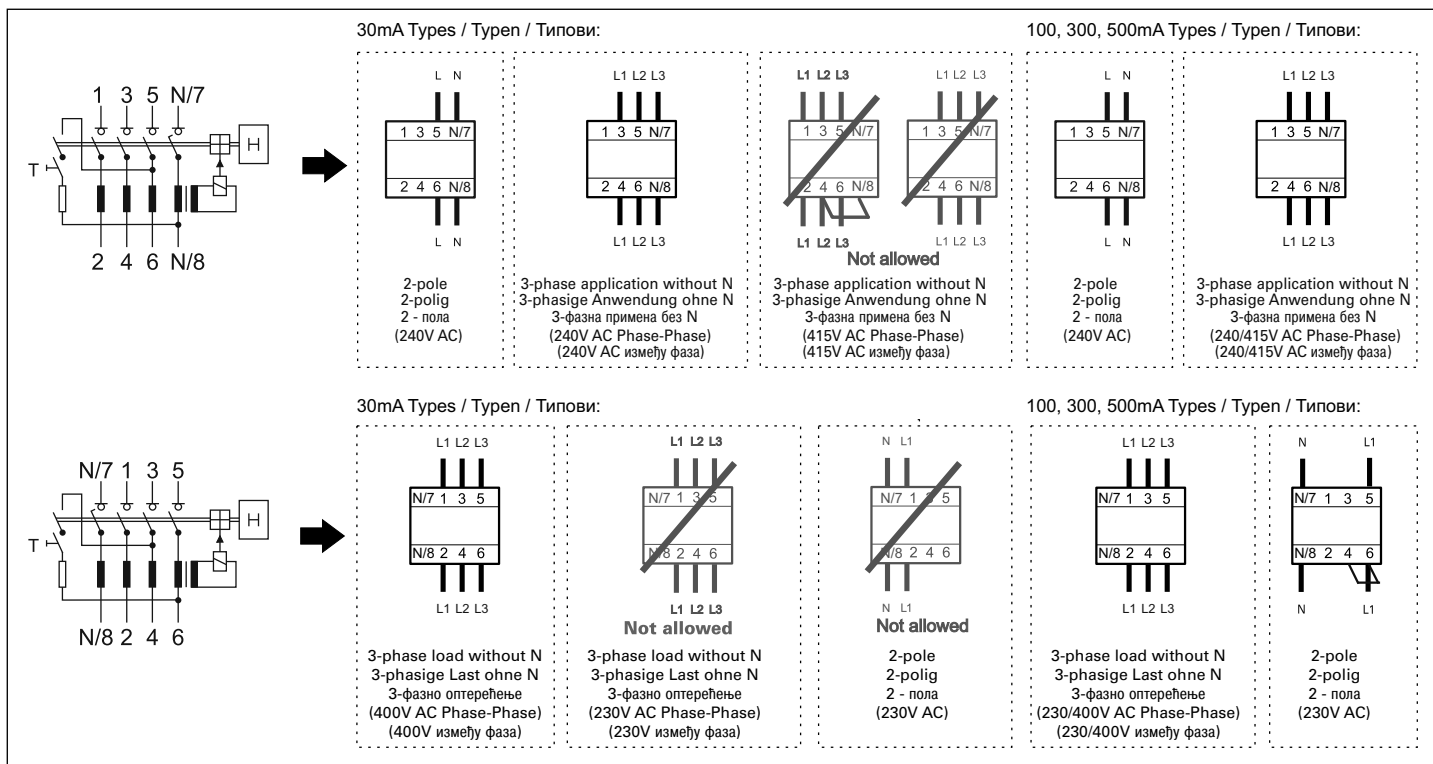 30mA Types / Typen / Типови:
100, 300, 500mA Types / Typen / Типови:
1 3 5 N/7
T
H
2 4 6 N/8
L N
1 3 5 N/7
2 4 6 N/8
L N
2-pole
2-polig
2 - пола
(240V AC)
L1 L2 L3
1 3 5 N/7
2 4 6 N/8
L1 L2 L3
3-phase application without N
3-phasige Anwendung ohne N
3-фазна примена без N
(240V AC Phase-Phase)
(240V AC између фаза)
L1 L2 L3
1 3 5 N/7
2 4 6 N/8
L1 L2 L3
L1 L2 L3
1 3 5 N/7
2 4 6 N/8
L1 L2 L3
Not allowed
3-phase application without N
3-phasige Anwendung ohne N
3-фазна примена без N
(415V AC Phase-Phase)
(415V AC између фаза)
L N
1 3 5 N/7
2 4 6 N/8
L N
2-pole
2-polig
2 - пола
(240V AC)
L1 L2 L3
1 3 5 N/7
2 4 6 N/8
L1 L2 L3
3-phase application without N
3-phasige Anwendung ohne N
3-фазна примена без N
(240/415V AC Phase-Phase)
(240/415V AC између фаза)
30mA Types / Typen / Типови:
100, 300, 500mA Types / Typen / Типови:
N/7 1 3 5
T
H
N/8 2 4 6
L1 L2 L3
N/7 1 3 5
N/8 2 4 6
L1 L2 L3
3-phase load without N
3-phasige Last ohne N
3-фазно оптерећење
(400V AC Phase-Phase)
(400V између фаза)
L1 L2 L3
N/7 1 3 5
N/8 2 4 6
L1 L2 L3
Not allowed
3-phase load without N
3-phasige Last ohne N
3-фазно оптерећење
(230V AC Phase-Phase)
(230V између фаза)
N L1
N/7 1 3 5
N/8 2 4 6
N L1
Not allowed
2-pole
2-polig
2 - пола
(230V AC)
L1 L2 L3
N/7 1 3 5
N/8 2 4 6
L1 L2 L3
3-phase load without N
3-phasige Last ohne N
3-фазно оптерећење
(230/400V AC Phase-Phase)
(230/400V између фаза)
N L1
N/7 1 3 5
N/8 2 4 6
N L1
2-pole
2-polig
2 - пола
(230V AC)